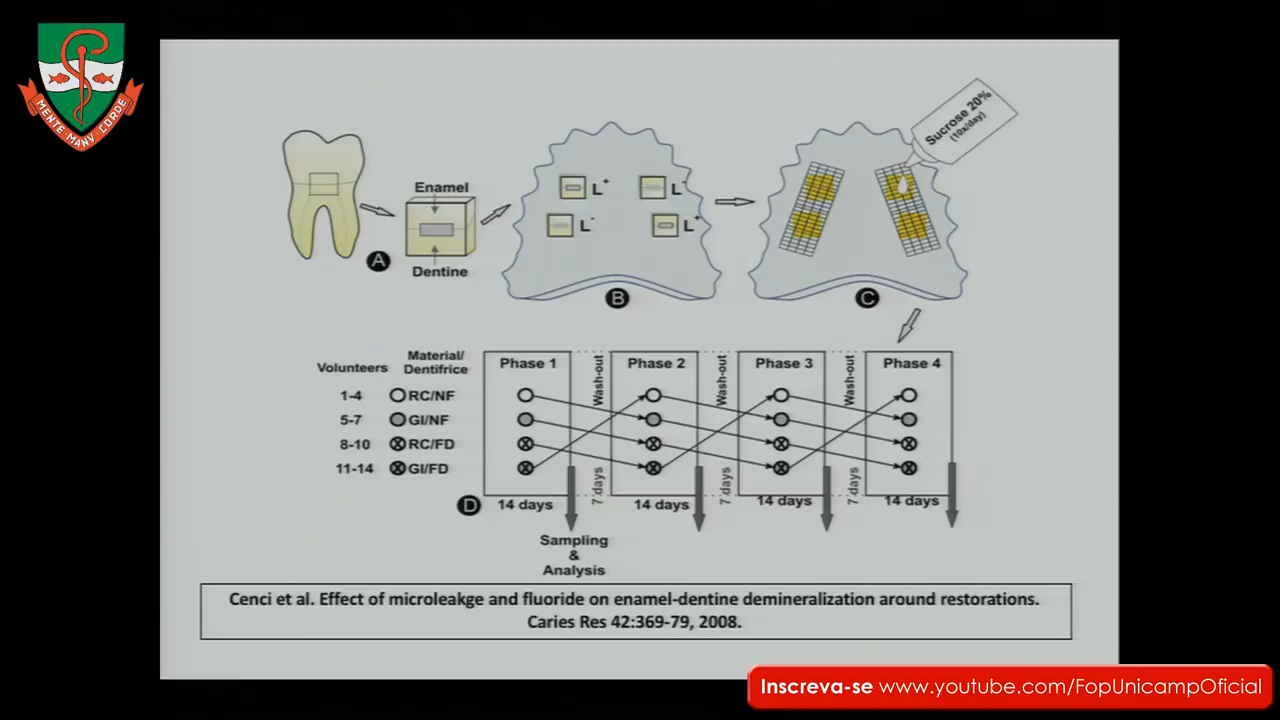 MENTE MANV CORDE
Sucrose 20%
(10x/day)
Enamel
Dentine
A
L+
L-
L-
L+
B
C
Volunteers
Material/
Dentifrice
Phase 1
Wash-out
Phase 2
Wash-out
Phase 3
Wash-out
Phase 4
1-4
RC/NF
5-7
GI/NF
8-10
RC/FD
11-14
GI/FD
D
14 days
7 days
14 days
7 days
14 days
7 days
14 days
Sampling
&
Analysis
Cenci et al. Effect of microleakge and fluoride on enamel-dentine demineralization around restorations.
Caries Res 42:369-79, 2008.
Inscreva-se www.youtube.com/FopUnicampOficial